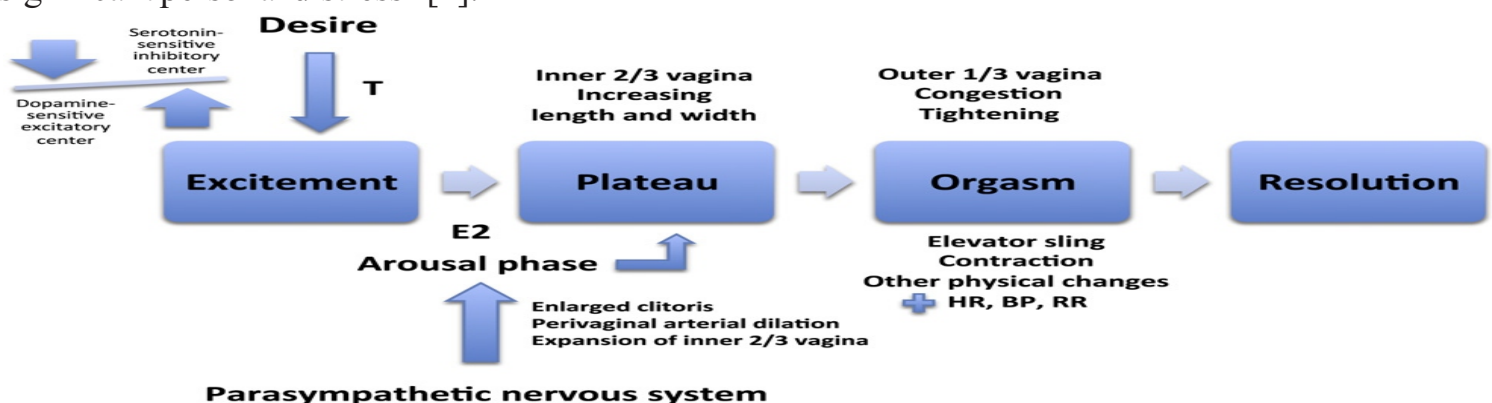 Desire
Serotonin-
sensitive
inhibitory
center
T
Dopamine-
sensitive
excitatory
center
Inner 2/3 vagina
Increasing
length and width
Outer 1/3 vagina
Congestion
Tightening
Excitement
Plateau
Orgasm
Resolution
E2
Arousal phase
Elevator sling
Contraction
Other physical changes
HR, BP, RR
Enlarged clitoris
Perivaginal arterial dilation
Expansion of inner 2/3 vagina
Parasympathetic nervous system